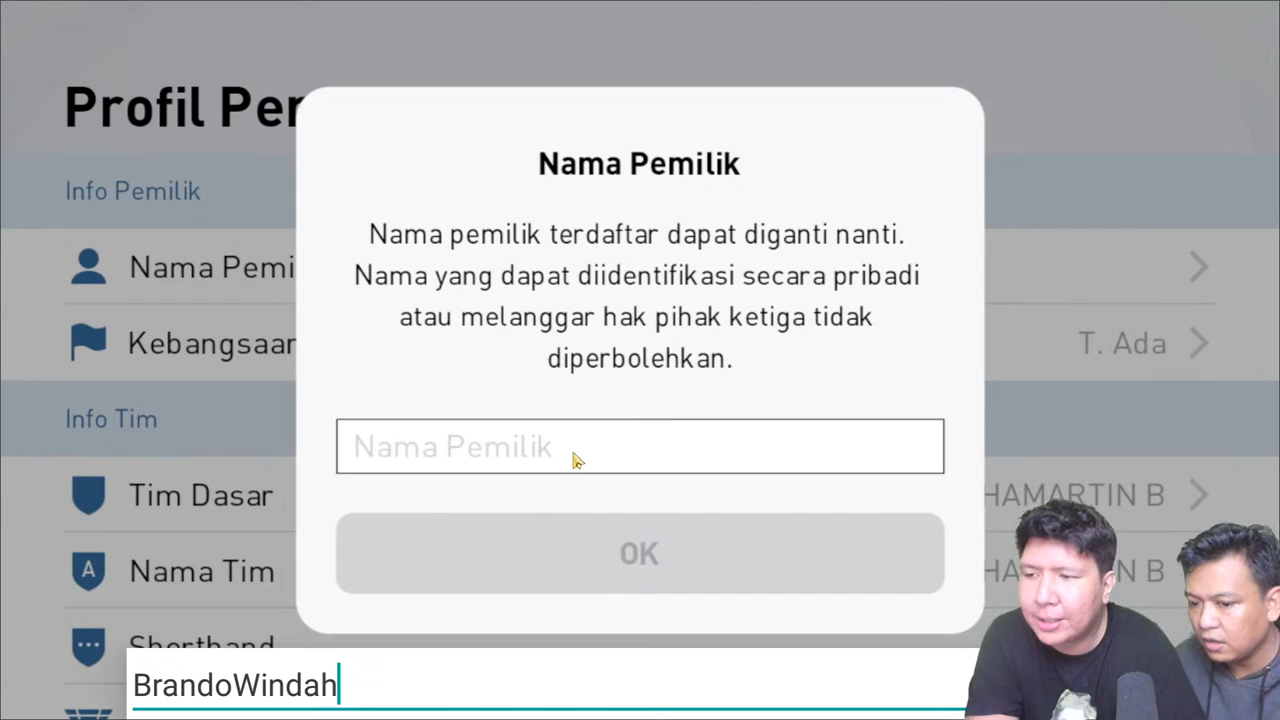 Profil Per
Nama Pemilik
Info Pemilik
Nama pemilik terdaftar dapat diganti nanti.
Nama yang dapat diidentifikasi secara pribadi
atau melanggar hak pihak ketiga tidak
diperbolehkan.
Nama Pemi
Kebangsaar
T. Ada
Info Tim
Nama Pemilik
Tim Dasar
HAMARTIN B
OK
A
Nama Tim
HA
N B
Shorthand
BrandoWindah